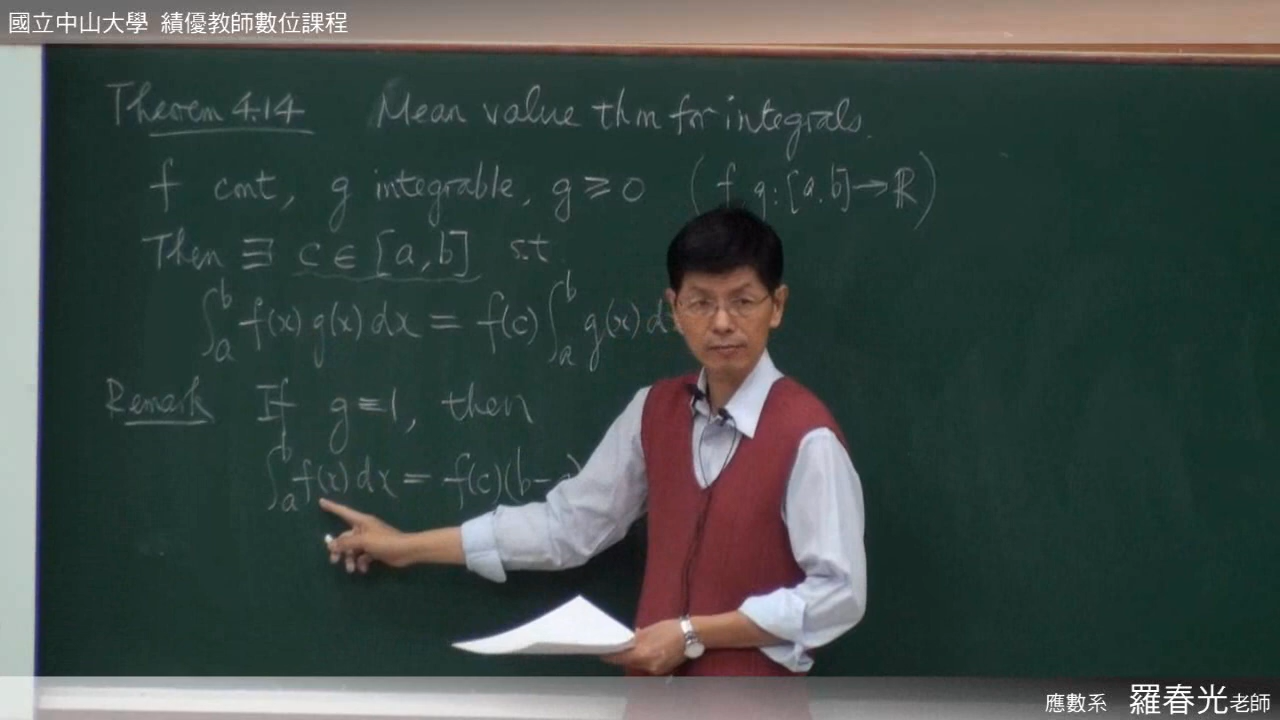 國立中山大學 績優教師數位課程
Theorem 4.14 Mean value thm for integrals.
f cont, g integrable, g ≥ 0 (f g: [a,b] → ℝ)
Then ∃ c ∈ [a,b] s.t
∫_a^b f(x) g(x) dx = f(c) ∫_a^b g(x) d
Remark If g = 1, then
∫_a^b f(x) dx = f(c)(b-a)
應數系 羅春光老師